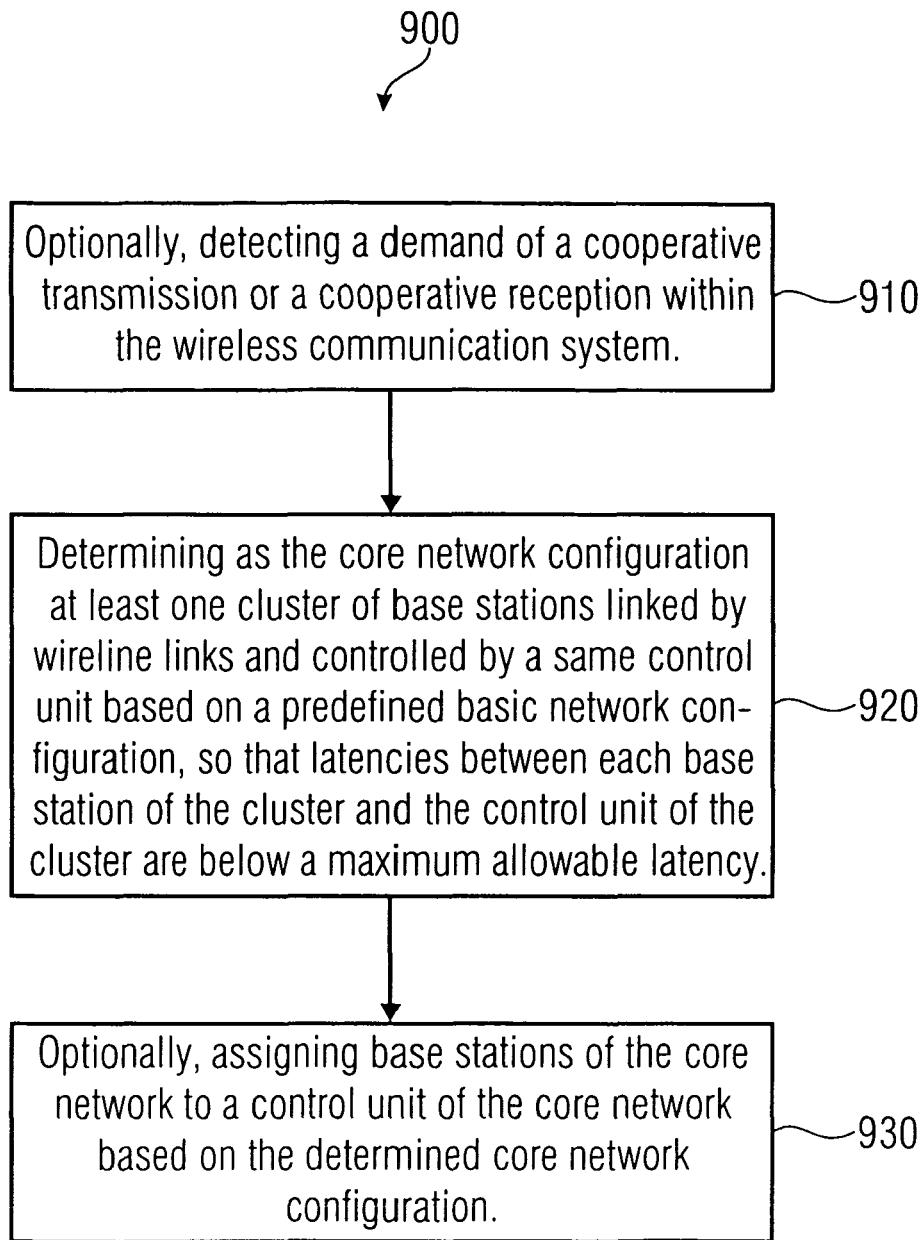 900
Optionally, detecting a demand of a cooperative
transmission or a cooperative reception within
the wireless communication system.
910
Determining as the core network configuration
at least one cluster of base stations linked by
wireline links and controlled by a same control
unit based on a predefined basic network con-
figuration, so that latencies between each base
station of the cluster and the control unit of the
cluster are below a maximum allowable latency.
920
Optionally, assigning base stations of the core
network to a control unit of the core network
based on the determined core network
configuration.
930